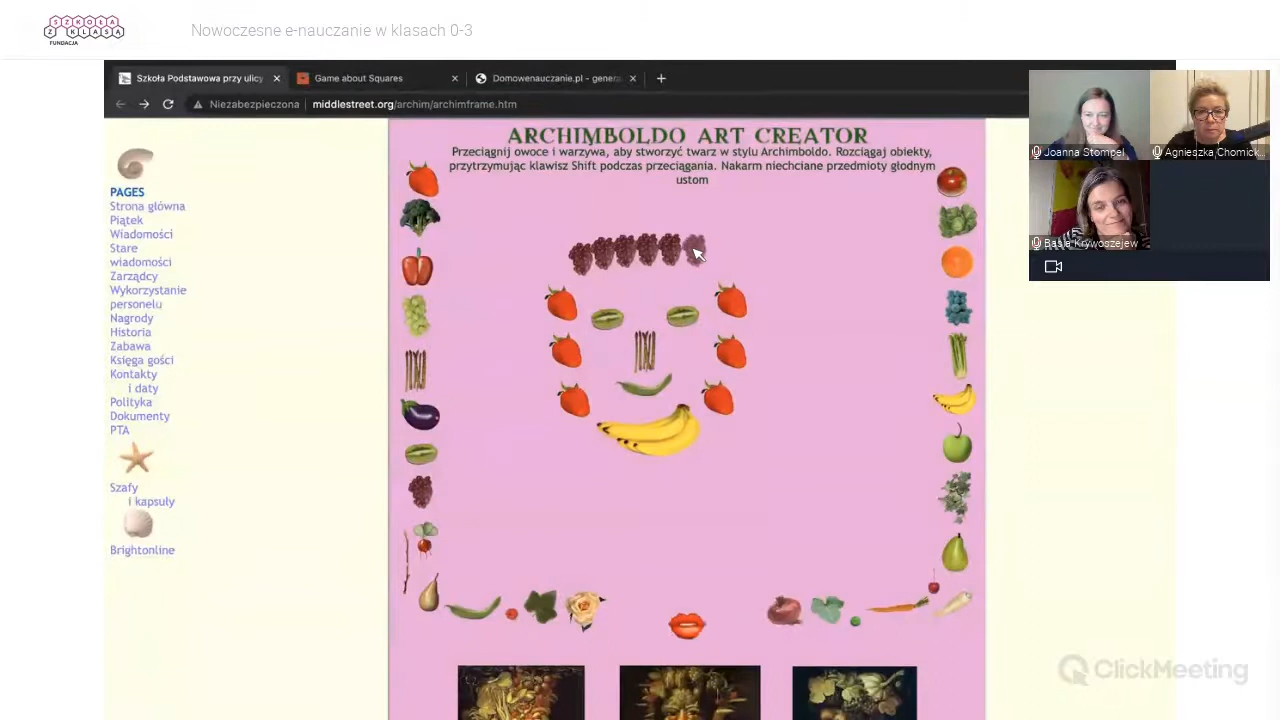 SZKOŁA
Z KLASĄ
FUNDACJA
Nowoczesne e-nauczanie w klasach 0-3
Szkoła Podstawowa przy ulicy
Game about Squares
Domowenauczanie.pl - genera
Niezabezpieczona
middlestreet.org/archim/archimframe.htm
ARCHIMBOLDO ART CREATOR
Przeciągnij owoce i warzywa, aby stworzyć twarz w stylu Archimboldo. Rozciągaj obiekty,
przytrzymując klawisz Shift podczas przeciągania. Nakarm niechciane przedmioty głodnym
ustom
PAGES
Strona główna
Piątek
Wiadomości
Stare
wiadomości
Zarządcy
Wykorzystanie
personelu
Nagrody
Historia
Zabawa
Księga gości
Kontakty
i daty
Polityka
Dokumenty
PTA
Szafy
i kapsuły
Brightonline
Joanna Stompel
Agnieszka Chomick...
Basia Krywoszejew
ClickMeeting